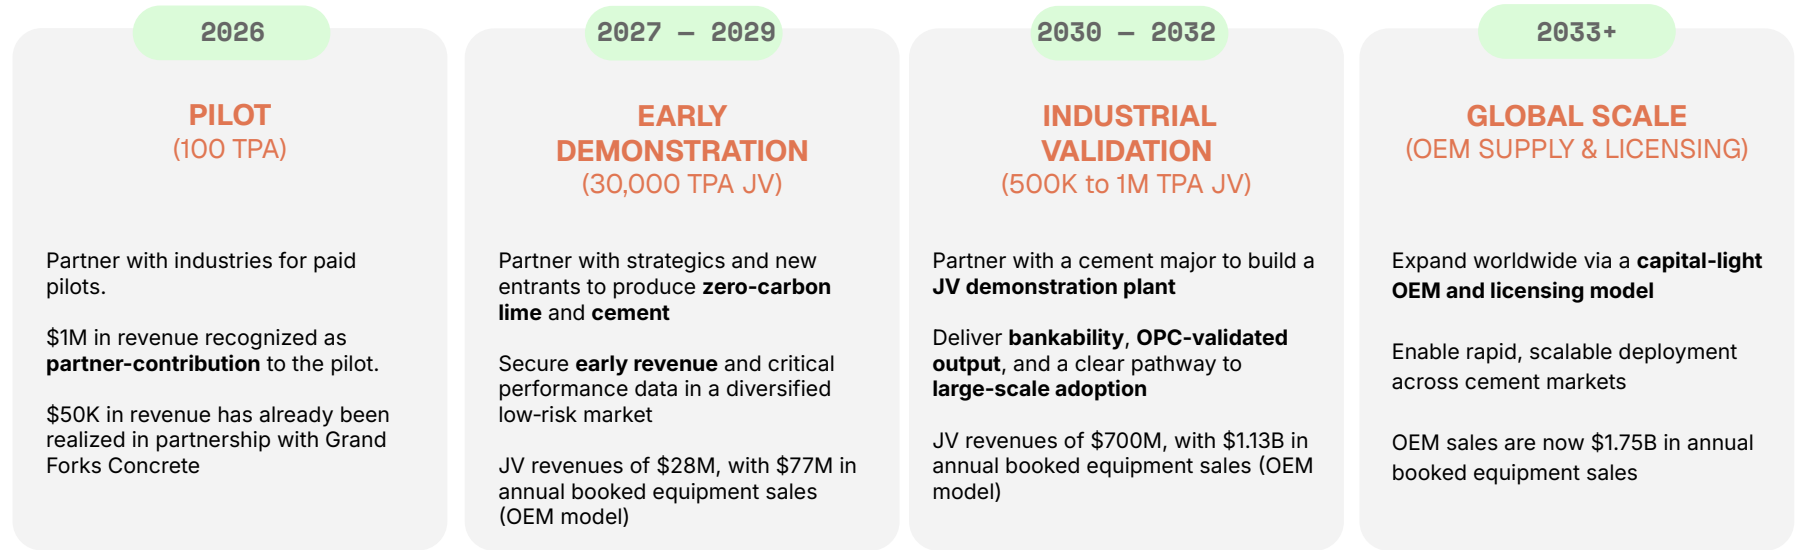 2026
PILOT
(100 TPA)
Partner with industries for paid
pilots.
$1M in revenue recognized as
partner-contribution to the pilot.
$50K in revenue has already been
realized in partnership with Grand
Forks Concrete
2027 – 2029
EARLY
DEMONSTRATION
(30,000 TPA JV)
Partner with strategics and new
entrants to produce zero-carbon
lime and cement
Secure early revenue and critical
performance data in a diversified
low-risk market
JV revenues of $28M, with $77M in
annual booked equipment sales
(OEM model)
2030 – 2032
INDUSTRIAL
VALIDATION
(500K to 1M TPA JV)
Partner with a cement major to build a
JV demonstration plant
Deliver bankability, OPC-validated
output, and a clear pathway to
large-scale adoption
JV revenues of $700M, with $1.13B in
annual booked equipment sales (OEM
model)
2033+
GLOBAL SCALE
(OEM SUPPLY & LICENSING)
Expand worldwide via a capital-light
OEM and licensing model
Enable rapid, scalable deployment
across cement markets
OEM sales are now $1.75B in annual
booked equipment sales